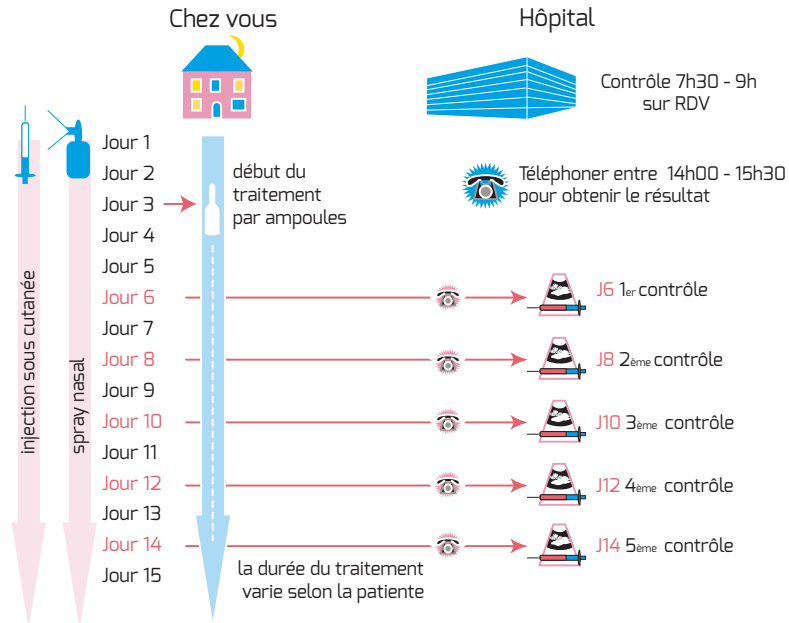 Chez vous
Hôpital
Contrôle 7h30 - 9h
sur RDV
Téléphoner entre 14h00 - 15h30
pour obtenir le résultat
injection sous cutanée
spray nasal
Jour 1
Jour 2
Jour 3
Jour 4
Jour 5
Jour 6
Jour 7
Jour 8
Jour 9
Jour 10
Jour 11
Jour 12
Jour 13
Jour 14
Jour 15
début du
traitement
par ampoules
J6 1er contrôle
J8 2ème contrôle
J10 3ème contrôle
J12 4ème contrôle
J14 5ème contrôle
la durée du traitement
varie selon la patiente